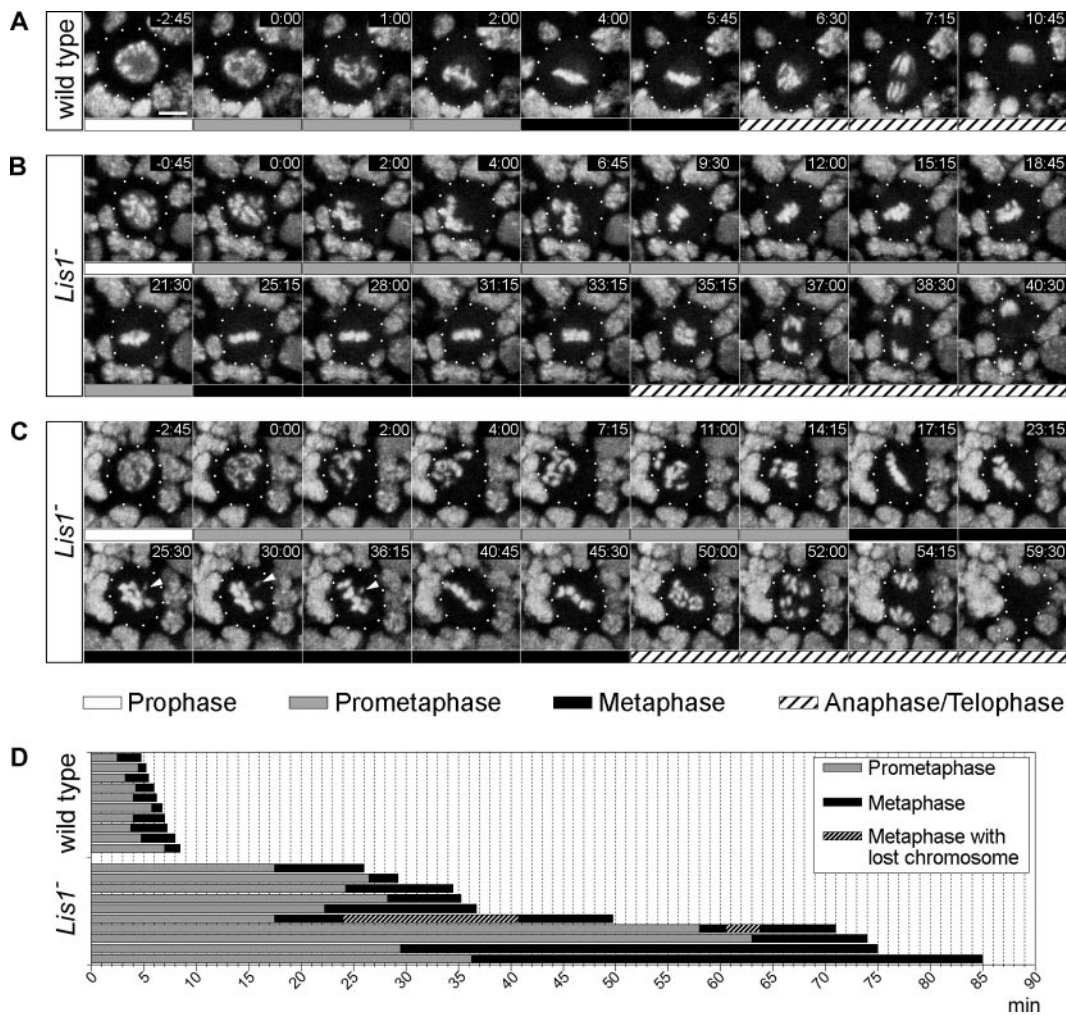 A
wild type
-2:45 0:00 1:00 2:00 4:00 5:45 6:30 7:15 10:45
B
Lis1-
-0:45 0:00 2:00 4:00 6:45 9:30 12:00 15:15 18:45
21:30 25:15 28:00 31:15 33:15 35:15 37:00 38:30 40:30
C
Lis1-
-2:45 0:00 2:00 4:00 7:15 11:00 14:15 17:15 23:15
25:30 30:00 36:15 40:45 45:30 50:00 52:00 54:15 59:30
Prophase Prometaphase Metaphase Anaphase/Telophase
D
wild type
Lis1-
Prometaphase
Metaphase
Metaphase with
lost chromosome
0 5 10 15 20 25 30 35 40 45 50 55 60 65 70 75 80 85 90
min